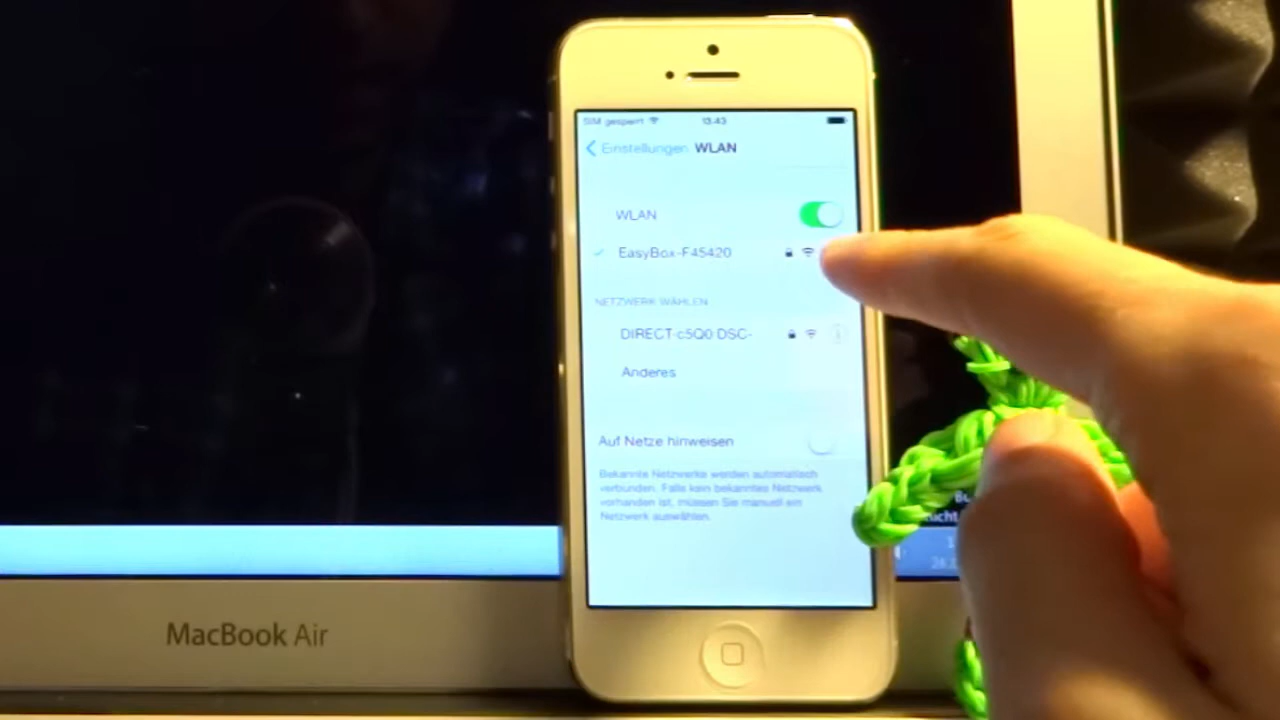 SIM gesperrt 13:43
Einstellungen WLAN
WLAN
EasyBox-F45420
NETZWERK WÄHLEN
DIRECT-c5Q0 DSC-
Anderes
Auf Netze hinweisen
Bekannte Netzwerke werden automatisch
verbunden. Falls kein bekanntes Netzwerk
vorhanden ist, müssen Sie manuell ein
Netzwerk auswählen.
MacBook Air